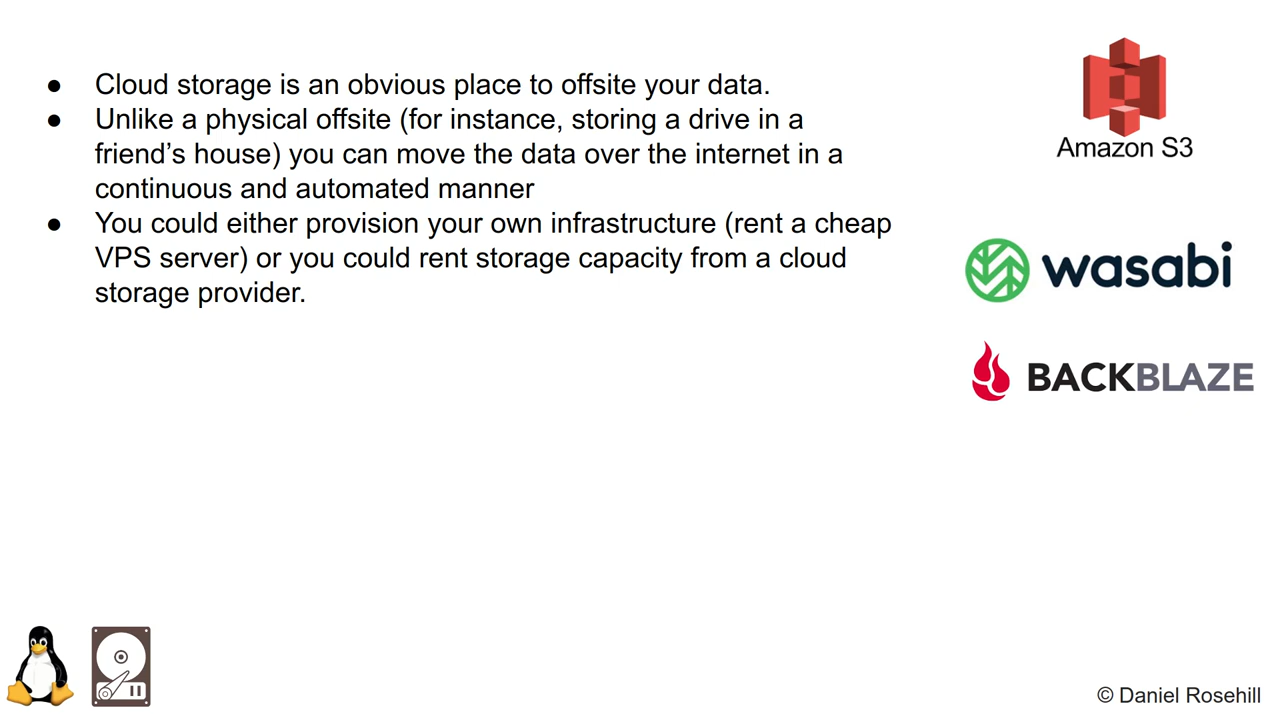 ● Cloud storage is an obvious place to offsite your data.
● Unlike a physical offsite (for instance, storing a drive in a
friend’s house) you can move the data over the internet in a
continuous and automated manner
● You could either provision your own infrastructure (rent a cheap
VPS server) or you could rent storage capacity from a cloud
storage provider.
Amazon S3
wasabi
BACKBLAZE
© Daniel Rosehill